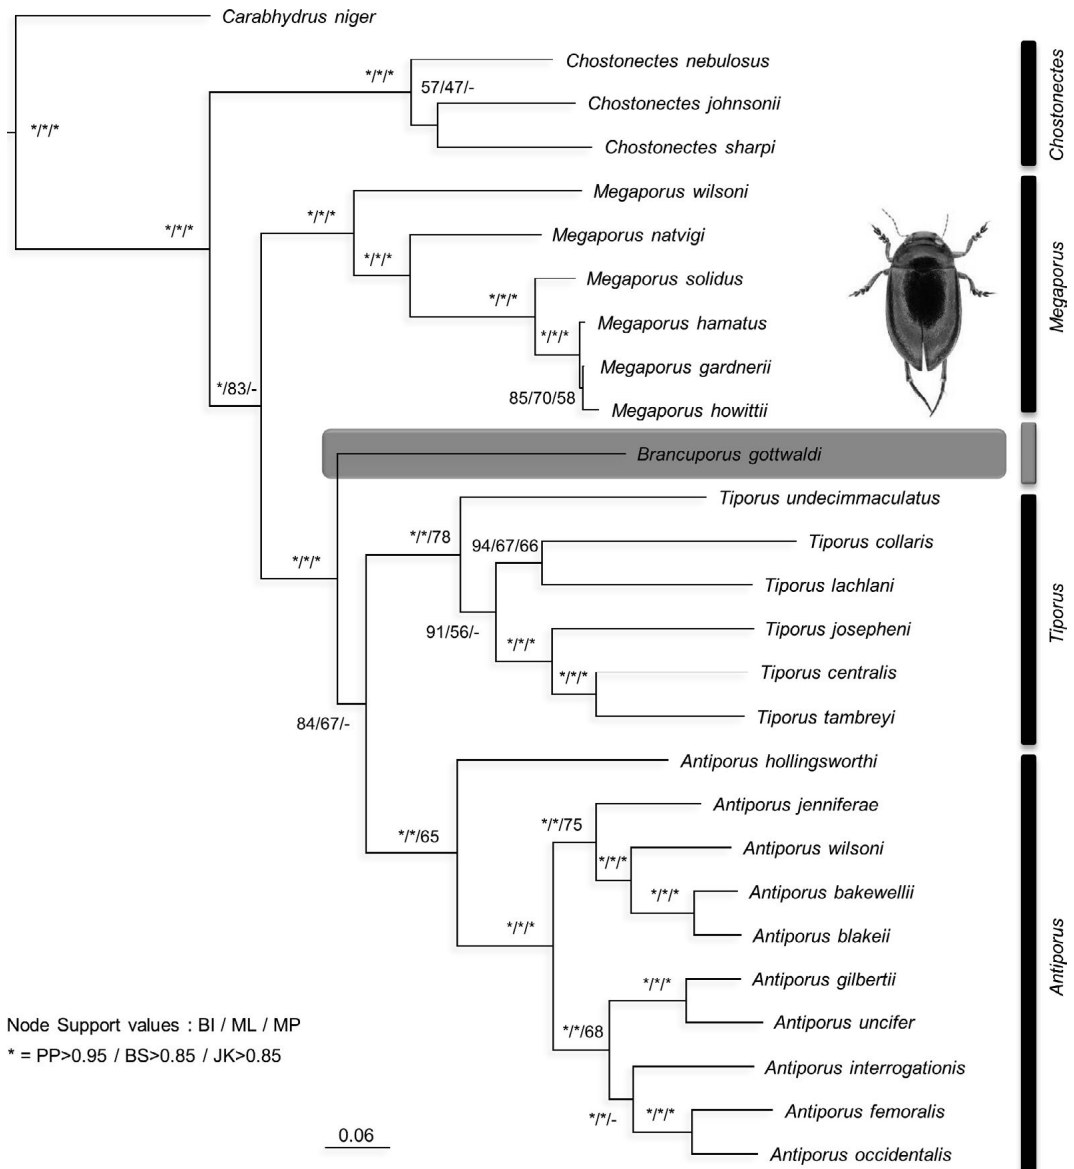 Carabhydrus niger
Chostonectes nebulosus
*/*/*
57/47/-
Chostonectes johnsonii
*/*/*
Chostonectes sharpi
Chostonectes
Megaporus wilsoni
*/*/*
*/*/*
Megaporus natvigi
*/*/*
Megaporus solidus
*/*/*
Megaporus hamatus
*/*/*
Megaporus gardnerii
*/83/-
85/70/58
Megaporus howittii
Megaporus
Brancuporus gottwaldi
Tiporus undecimmaculatus
*/*/78
94/67/66
Tiporus collaris
*/*/*
Tiporus lachlani
91/56/-
Tiporus josepheni
*/*/*
Tiporus centralis
*/*/*
Tiporus tambreyi
84/67/-
Tiporus
Antiporus hollingsworthi
Antiporus jenniferae
*/*/75
*/*/65
Antiporus wilsoni
*/*/*
Antiporus bakewellii
*/*/*
*/*/*
Antiporus blakeii
Antiporus gilbertii
*/*/*
Antiporus uncifer
*/*/68
Antiporus interrogationis
Antiporus femoralis
*/*/-
*/*/*
Antiporus occidentalis
Antiporus
Node Support values : BI / ML / MP
* = PP>0.95 / BS>0.85 / JK>0.85
0.06